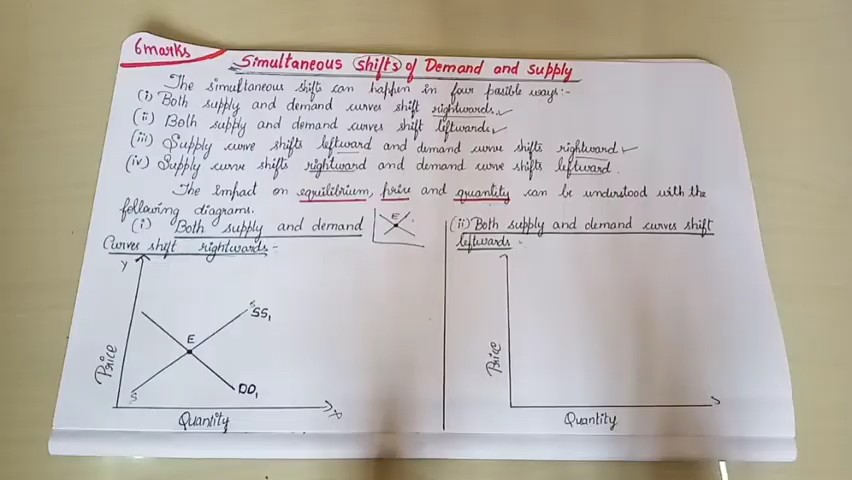 6marks
Simultaneous shifts of Demand and Supply
The simultaneous shifts can happen in four posible ways:-
(i) Both supply and demand curves shift rightwards.
(ii) Both supply and demand curves shift leftwards.
(iii) Supply curve shifts leftward and demand curve shifts rightward
(iv) Supply curve shifts rightward and demand curve shifts leftward.
The Impact on equilibrium, price and quantity can be understood with the
following diagrams.
(i) Both supply and demand
Curves shift rightwards:-
E
Y
S
SS1
E
Price
S
DD1
X
Quantity
(ii) Both supply and demand curves shift
leftwards:-
Price
Quantity